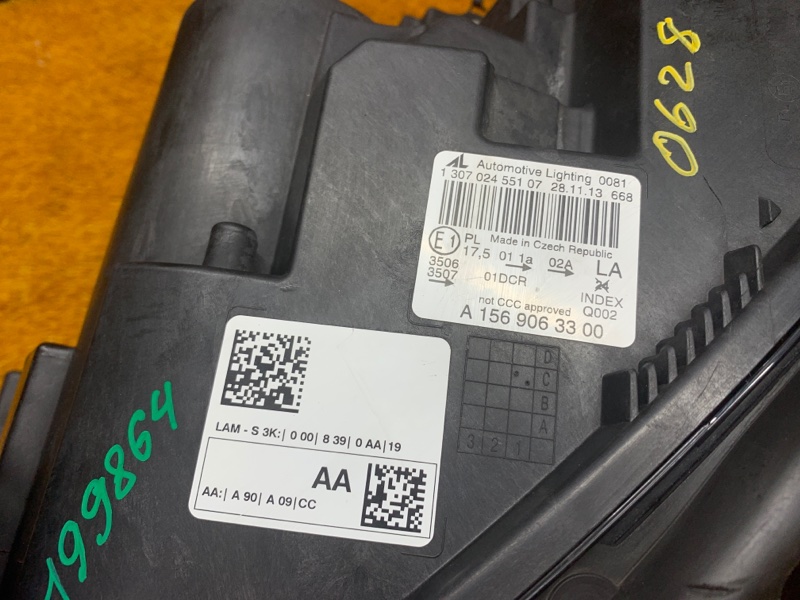 0628
AL Automotive Lighting 0081
1 307 024 551 07 28.11.13 668
Made in Czech Republic
E1 PL 01 1a 02A LA
17,5
3506 01DCR
3507 INDEX
not CCC approved Q002
A 156 906 33 00
D
C
B
A
3 2 1
LAM - S 3K:| 0 00| 8 39| 0 AA| 19
AA
AA:| A 90| A 09| CC
199864